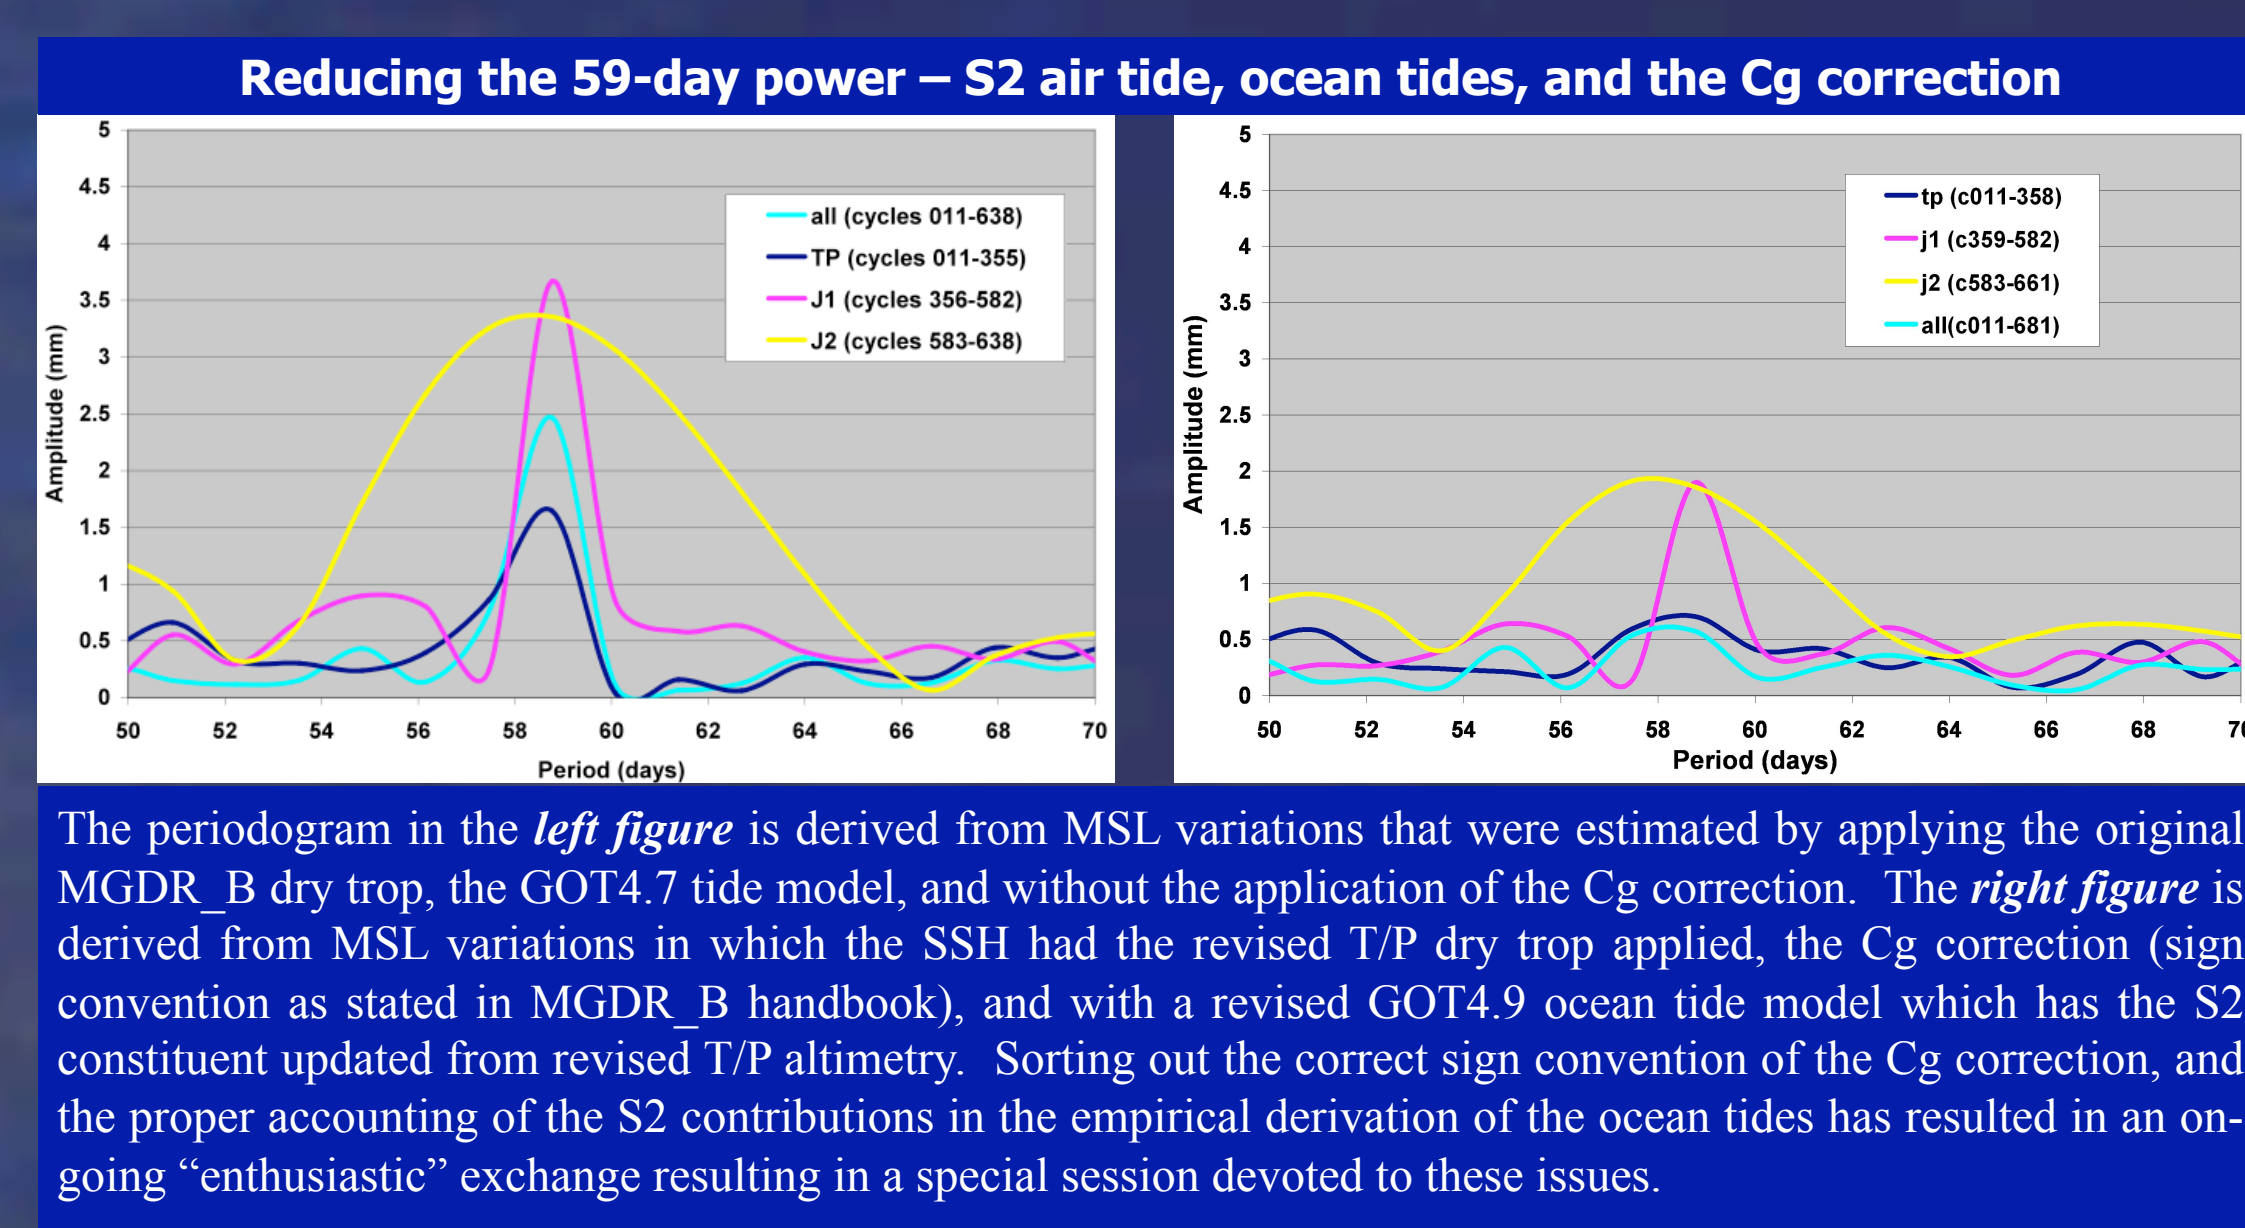 Reducing the 59-day power – S2 air tide, ocean tides, and the Cg correction
5
4.5
4
3.5
3
2.5
2
1.5
1
0.5
0
Amplitude (mm)
all (cycles 011-638)
TP (cycles 011-355)
J1 (cycles 356-582)
J2 (cycles 583-638)
50 52 54 56 58 60 62 64 66 68 70
Period (days)
5
4.5
4
3.5
3
2.5
2
1.5
1
0.5
0
Amplitude (mm)
tp (c011-358)
j1 (c359-582)
j2 (c583-661)
all(c011-681)
50 52 54 56 58 60 62 64 66 68
Period (days)
The periodogram in the left figure is derived from MSL variations that were estimated by applying the original
MGDR_B dry trop, the GOT4.7 tide model, and without the application of the Cg correction. The right figure is
derived from MSL variations in which the SSH had the revised T/P dry trop applied, the Cg correction (sign
convention as stated in MGDR_B handbook), and with a revised GOT4.9 ocean tide model which has the S2
constituent updated from revised T/P altimetry. Sorting out the correct sign convention of the Cg correction, and
the proper accounting of the S2 contributions in the empirical derivation of the ocean tides has resulted in an on-
going “enthusiastic” exchange resulting in a special session devoted to these issues.